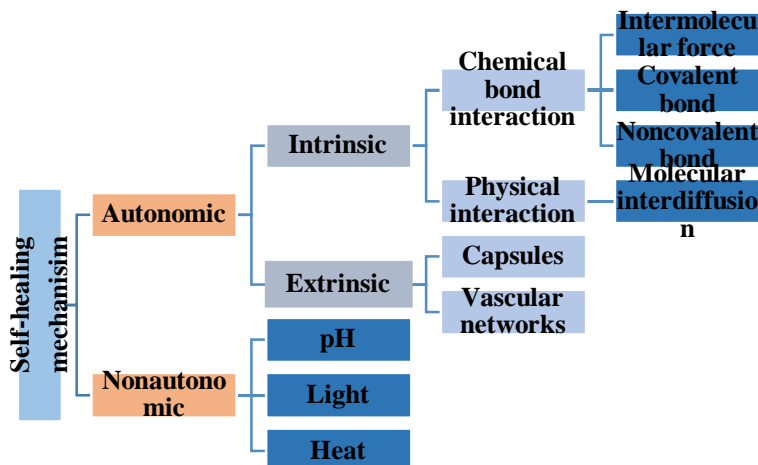 Self-healing
mechanisim
Autonomic
Nonautono
mic
Intrinsic
Extrinsic
pH
Light
Heat
Chemical
bond
interaction
Physical
interaction
Capsules
Vascular
networks
Intermolecu
lar force
Covalent
bond
Noncovalent
bond
Molecular
interdiffusio
n